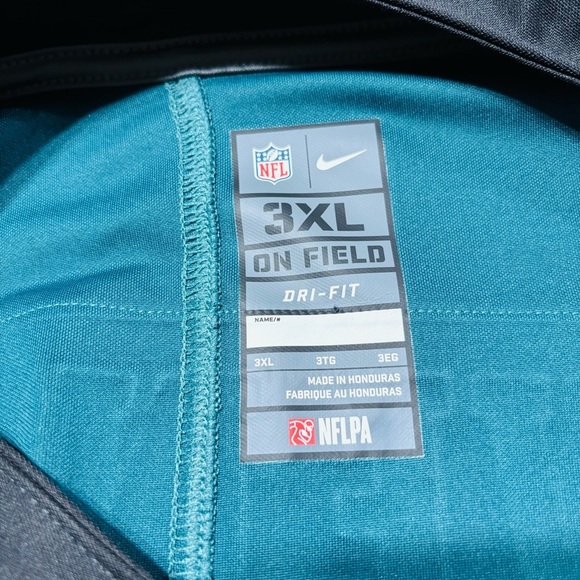 NFL
3XL
ON FIELD
DRI-FIT
NAME/#
3XL 3TG 3EG
MADE IN HONDURAS
FABRIQUE AU HONDURAS
NFLPA